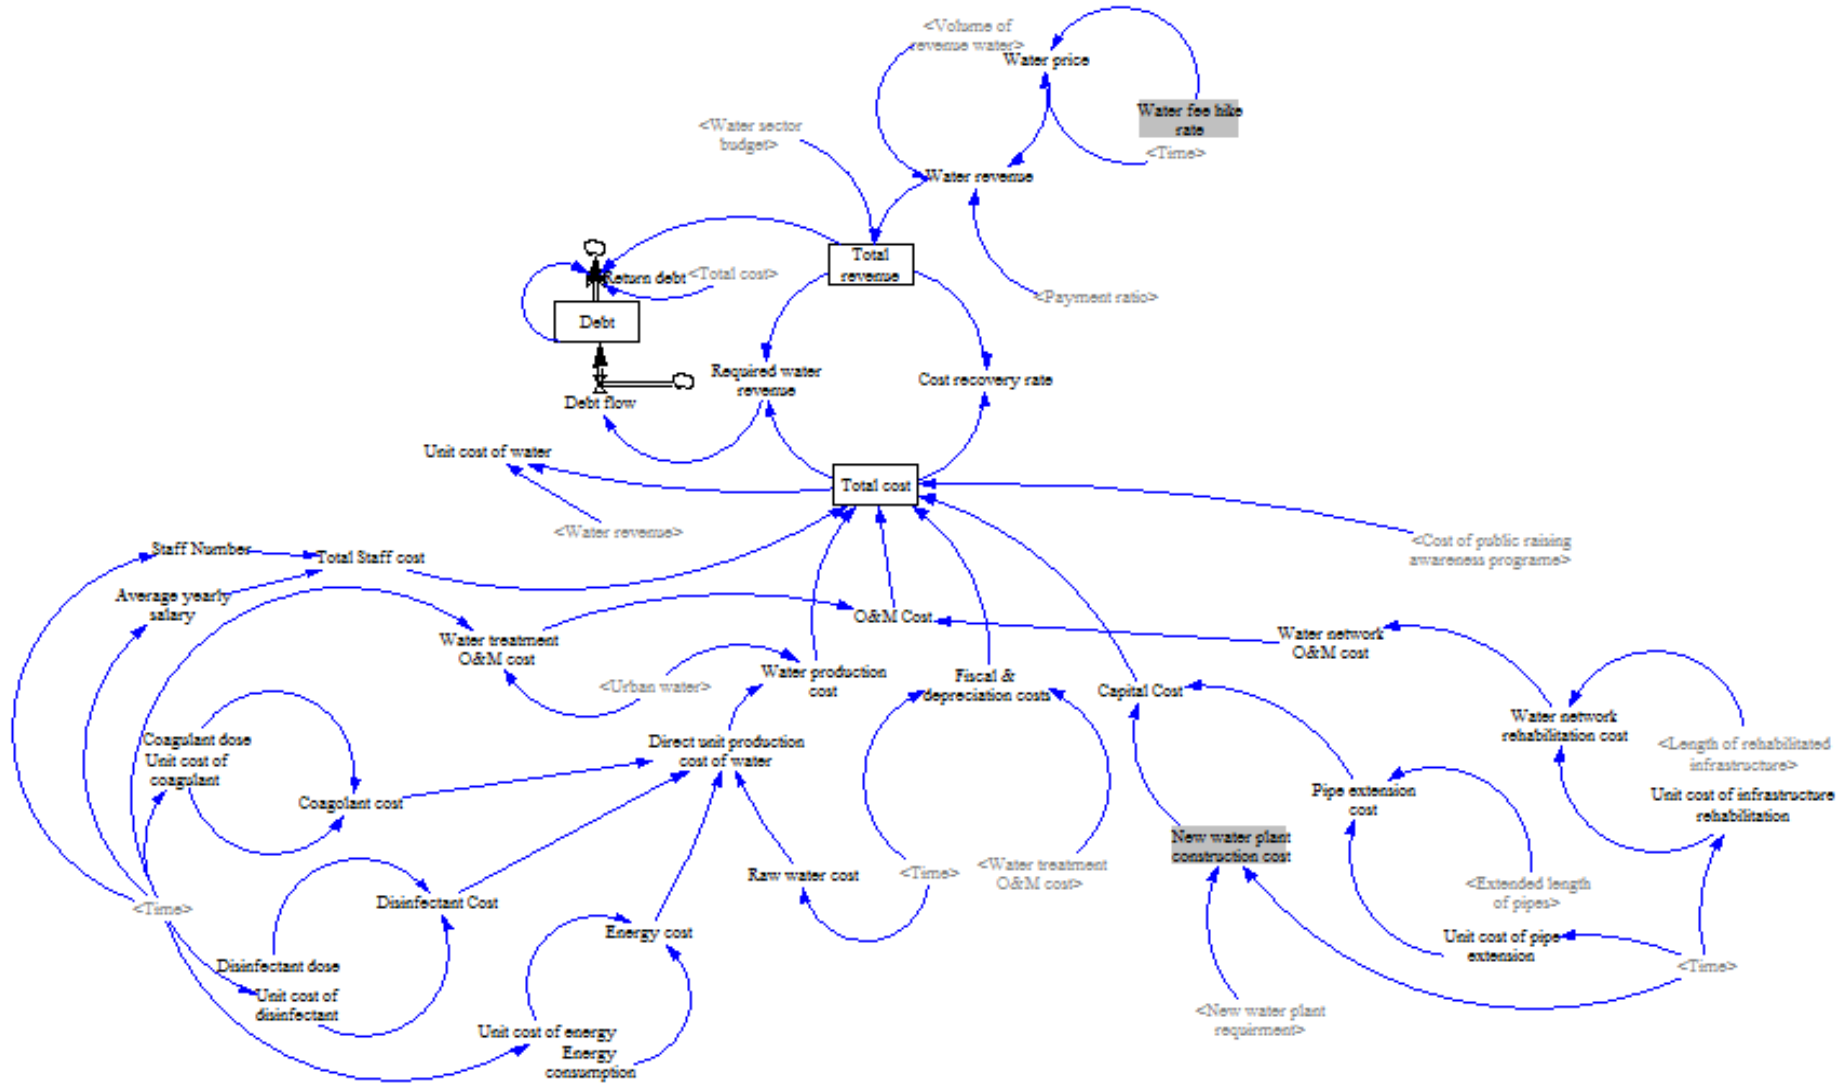 <Volume of
revenue water>
Water price
Water fee hike
rate
<Time>
<Water sector
budget>
Water revenue
Total
revenue
Return debt
<Total cost>
<Payment ratio>
Debt
Required water
revenue
Cost recovery rate
Debt flow
Unit cost of water
Total cost
<Water revenue>
<Cost of public raising
awareness programe>
Staff Number
Total Staff cost
Average yearly
salary
O&M Cost
Water treatment
O&M cost
Water network
O&M cost
<Urban water>
Water production
cost
Fiscal &
depreciation costs
Capital Cost
Water network
rehabilitation cost
<Length of rehabilitated
infrastructure>
Coagulant dose
Unit cost of
coagulant
Direct unit production
cost of water
Coagulant cost
Pipe extension
cost
Unit cost of infrastructure
rehabilitation
New water plant
construction cost
Raw water cost
<Time>
<Water treatment
O&M cost>
<Extended length
of pipes>
<Time>
Disinfectant Cost
Energy cost
Unit cost of pipe
extension
<Time>
Disinfectant dose
Unit cost of
disinfectant
<New water plant
requirment>
Unit cost of energy
Energy
consumption